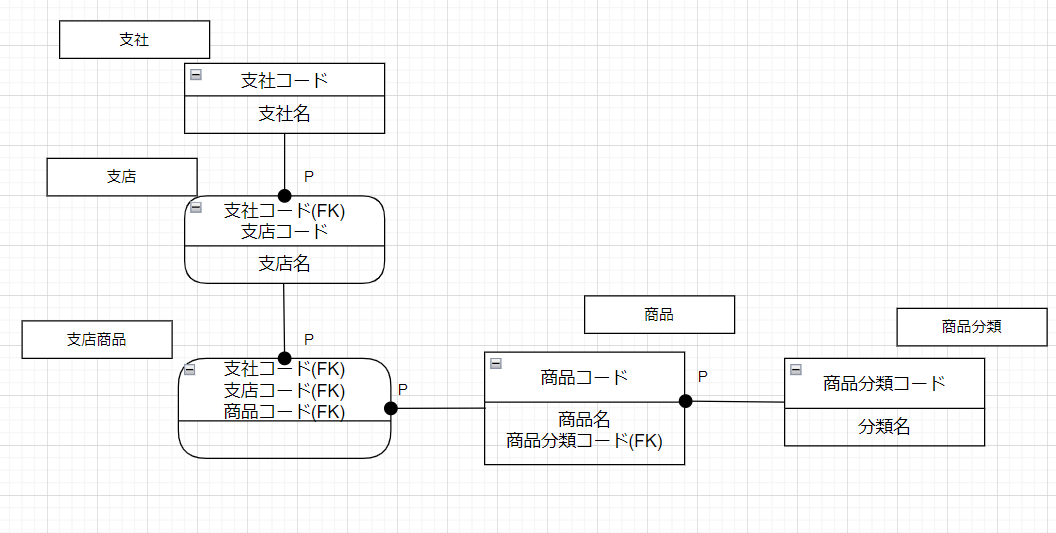 支社
支社コード
支社名
P
支店
支社コード(FK)
支店コード
支店名
P
支店商品
支社コード(FK)
支店コード(FK)
商品コード(FK)
P
商品
商品コード
商品名
商品分類コード(FK)
P
商品分類
商品分類コード
分類名